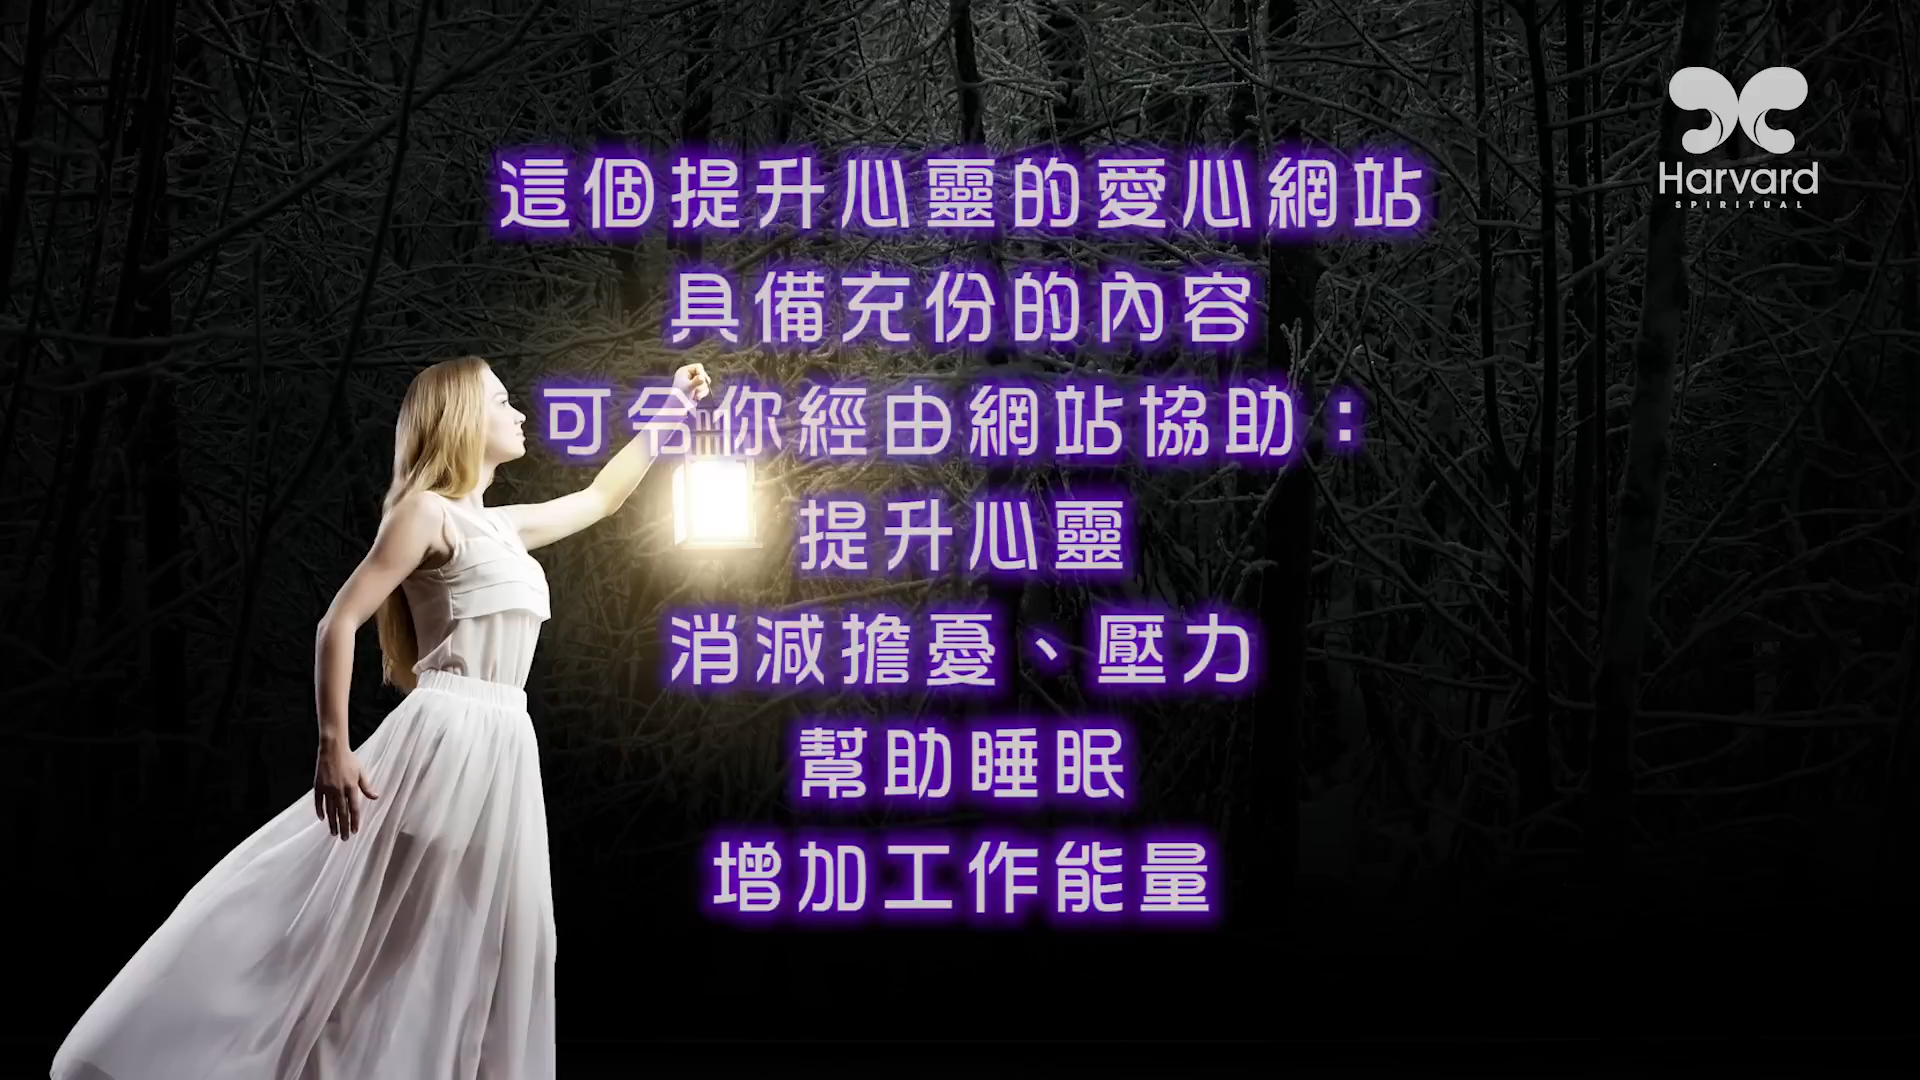 Harvard
SPIRITUAL
這個提升心靈的愛心網站
具備充份的內容
可令你經由網站協助：
提升心靈
消減擔憂、壓力
幫助睡眠
增加工作能量